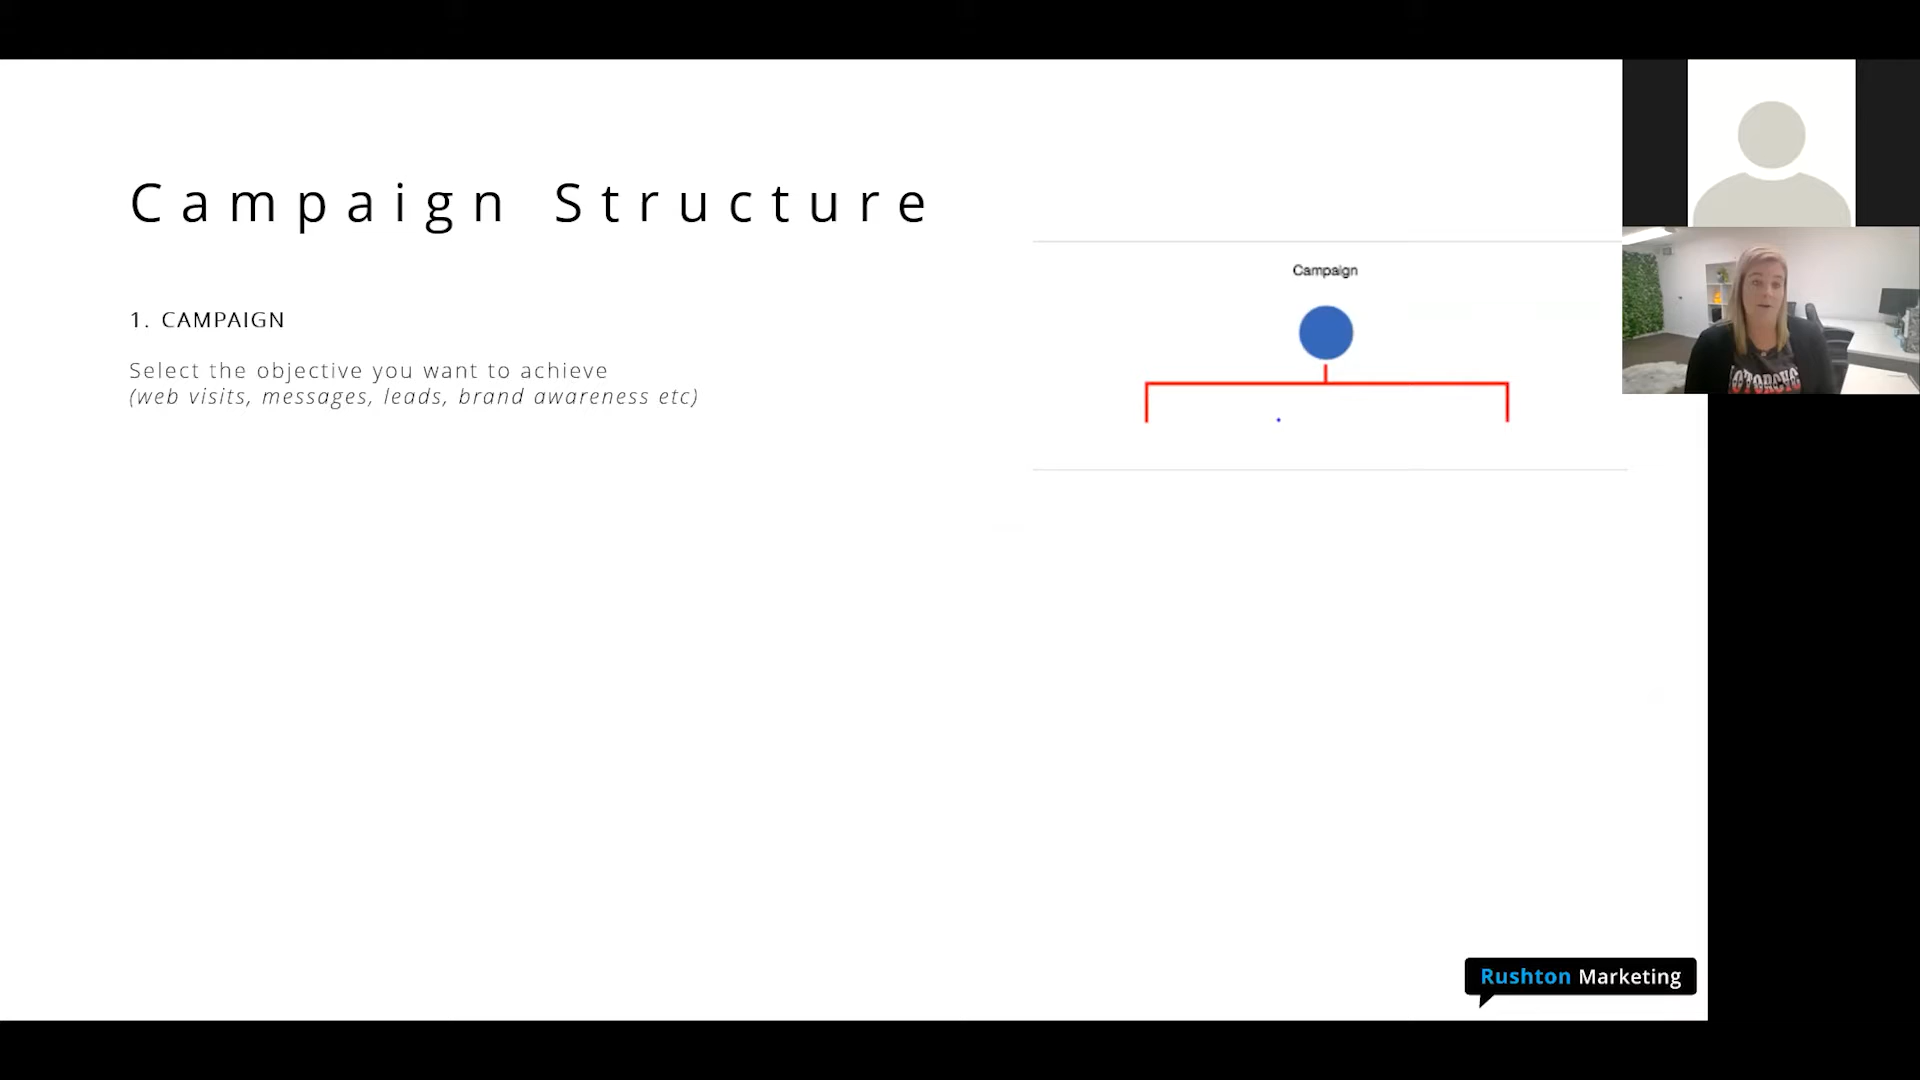 Campaign Structure
1. CAMPAIGN
Select the objective you want to achieve
(web visits, messages, leads, brand awareness etc)
Campaign
Rushton Marketing